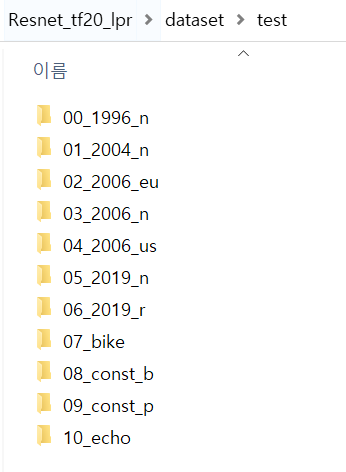 Resnet_tf20_lpr > dataset > test
이름
00_1996_n
01_2004_n
02_2006_eu
03_2006_n
04_2006_us
05_2019_n
06_2019_r
07_bike
08_const_b
09_const_p
10_echo